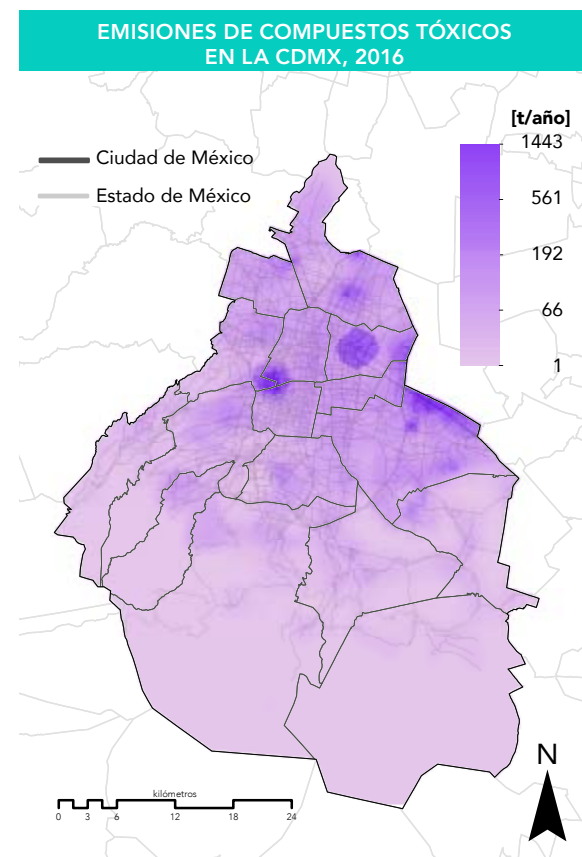 EMISIONES DE COMPUESTOS TÓXICOS
EN LA CDMX, 2016
[t/año]
1443
561
192
66
1
Ciudad de México
Estado de México
N
kilómetros
0 3 6 12 18 24